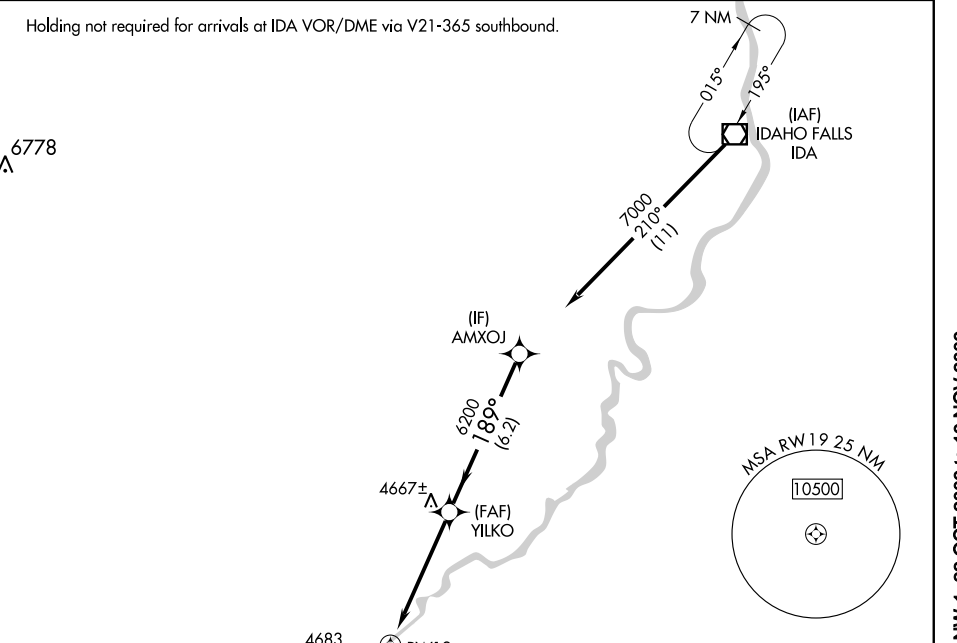 Holding not required for arrivals at IDA VOR/DME via V21-365 southbound.
7 NM
015°
195°
(IAF)
IDAHO FALLS
IDA
6778
7000
210°
(11)
(IF)
AMXOJ
6200
189°
(6.2)
4667±
(FAF)
YILKO
MSA RW19 25 NM
10500
4683